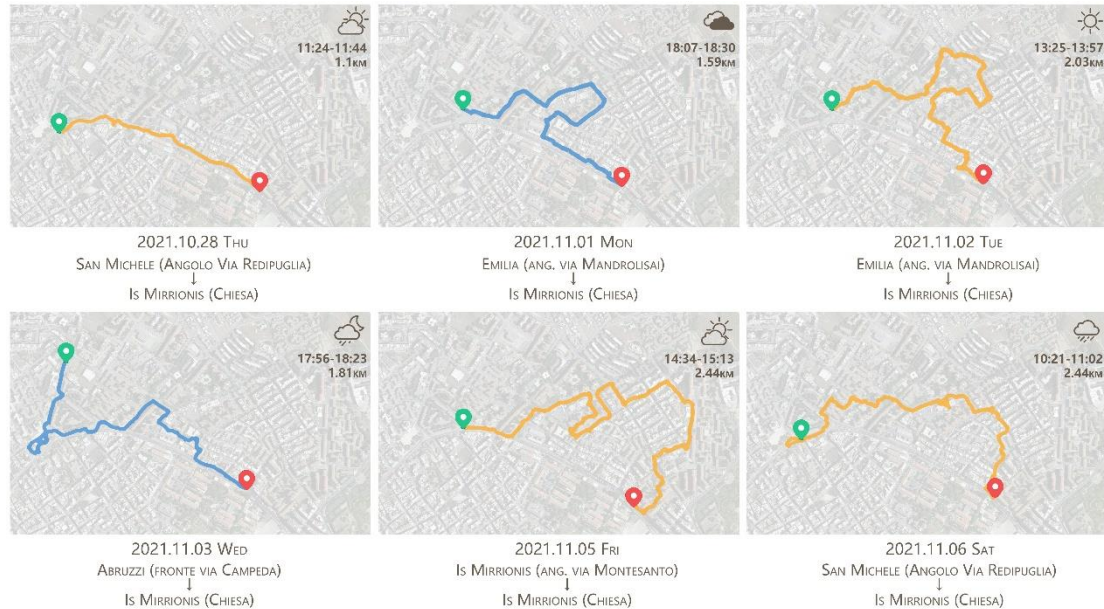 11:24-11:44
1.1KM
18:07-18:30
1.59KM
13:25-13:57
2.03KM
2021.10.28 THU
SAN MICHELE (ANGOLO VIA REDIPUGLIA)
↓
IS MIRRIONIS (CHIESA)
2021.11.01 MON
EMILIA (ANG. VIA MANDROLISAI)
↓
IS MIRRIONIS (CHIESA)
2021.11.02 TUE
EMILIA (ANG. VIA MANDROLISAI)
↓
IS MIRRIONIS (CHIESA)
17:56-18:23
1.81KM
14:34-15:13
2.44KM
10:21-11:02
2.44KM
2021.11.03 WED
ABRUZZI (FRONTE VIA CAMPEDA)
↓
IS MIRRIONIS (CHIESA)
2021.11.05 FRI
IS MIRRIONIS (ANG. VIA MONTESANTO)
↓
IS MIRRIONIS (CHIESA)
2021.11.06 SAT
SAN MICHELE (ANGOLO VIA REDIPUGLIA)
↓
IS MIRRIONIS (CHIESA)